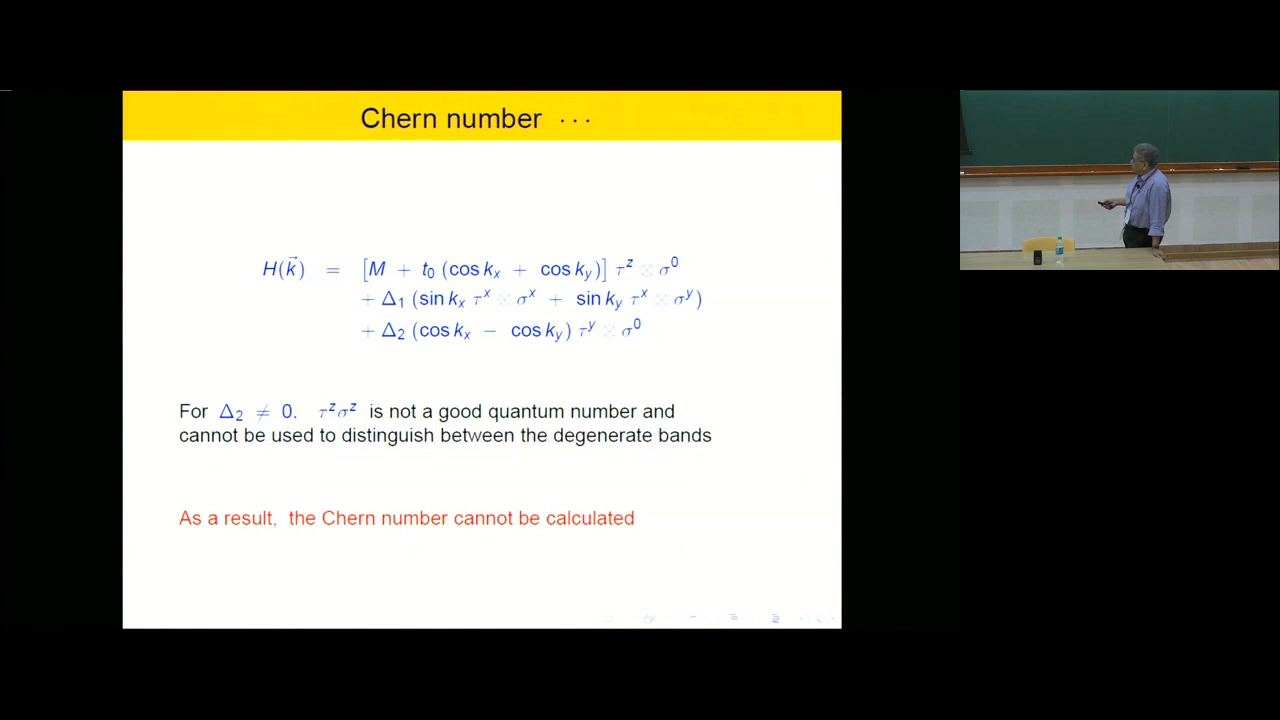 Chern number ···
H(k⃗) = [M + t₀ (cos kₓ + cos k_y)] τᶻ ⊗ σ⁰
+ Δ₁ (sin kₓ τˣ ⊗ σˣ + sin k_y τˣ ⊗ σʸ)
+ Δ₂ (cos kₓ − cos k_y) τʸ ⊗ σ⁰
For Δ₂ ≠ 0, τᶻσᶻ is not a good quantum number and
cannot be used to distinguish between the degenerate bands
As a result, the Chern number cannot be calculated